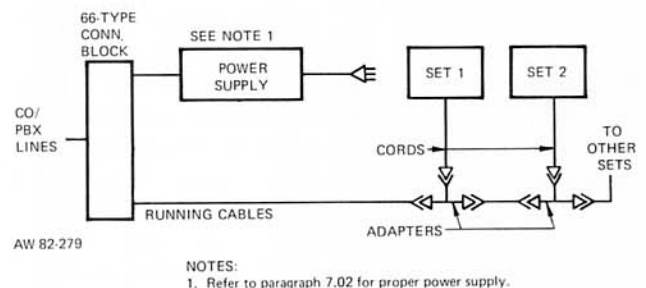 66-TYPE
CONN.
BLOCK
SEE NOTE 1
POWER
SUPPLY
SET 1
SET 2
CO/
PBX
LINES
CORDS
TO
OTHER
SETS
RUNNING CABLES
ADAPTERS
AW 82-279
NOTES:
1. Refer to paragraph 7.02 for proper power supply.